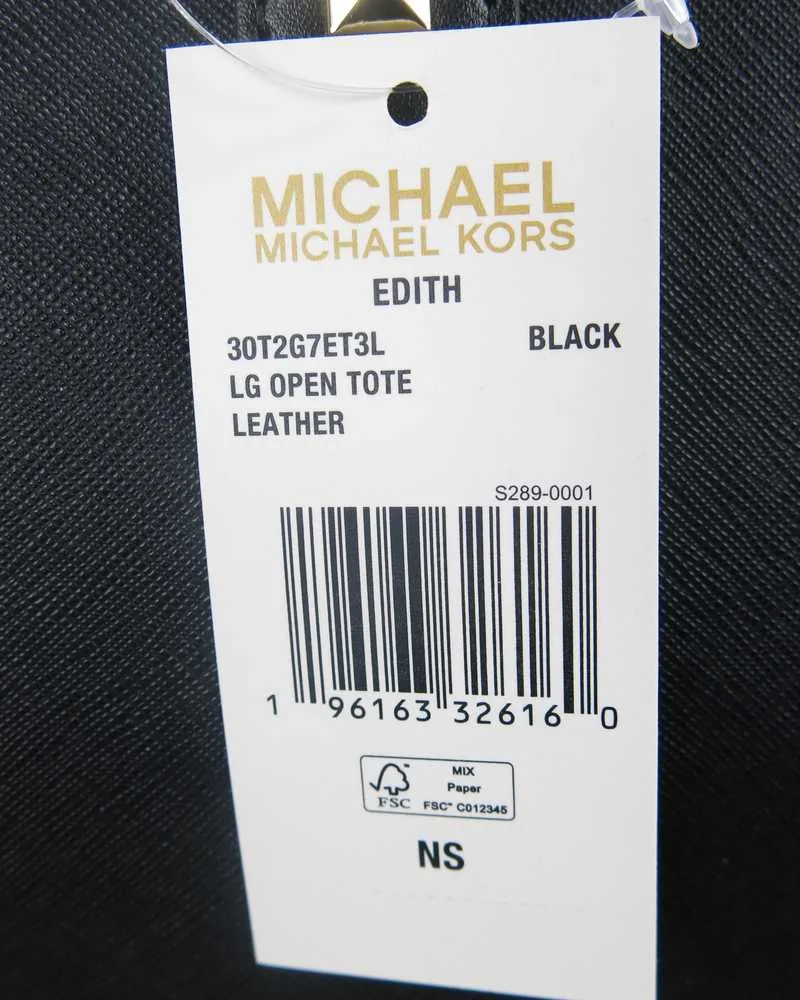 MICHAEL
MICHAEL KORS
EDITH
30T2G7ET3L BLACK
LG OPEN TOTE
LEATHER
S289-0001
1 96163 32616 0
FSC
MIX
Paper
FSC™ C012345
NS